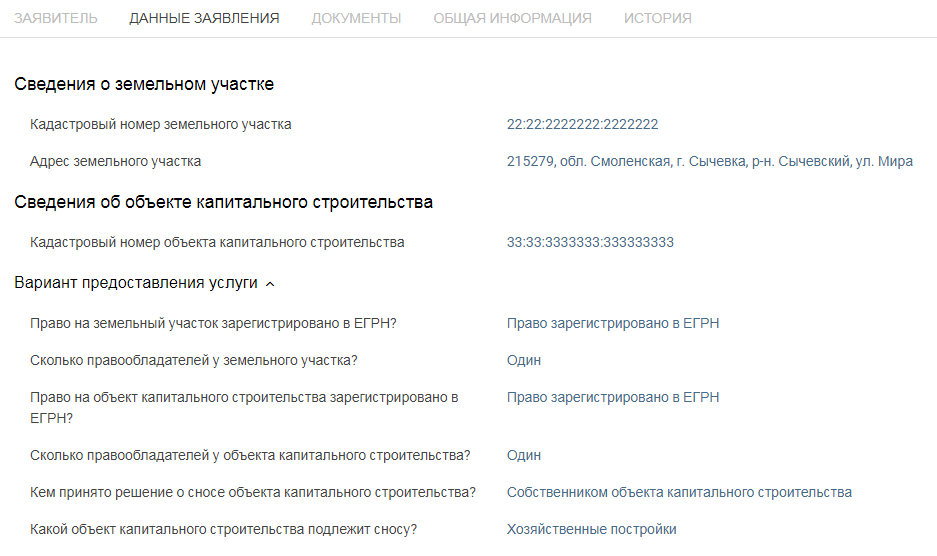 ЗАЯВИТЕЛЬ ДАННЫЕ ЗАЯВЛЕНИЯ ДОКУМЕНТЫ ОБЩАЯ ИНФОРМАЦИЯ ИСТОРИЯ
Сведения о земельном участке
Кадастровый номер земельного участка 22:22:2222222:2222222
Адрес земельного участка 215279, обл. Смоленская, г. Сычевка, р-н. Сычевский, ул. Мира
Сведения об объекте капитального строительства
Кадастровый номер объекта капитального строительства 33:33:3333333:333333333
Вариант предоставления услуги
Право на земельный участок зарегистрировано в ЕГРН? Право зарегистрировано в ЕГРН
Сколько правообладателей у земельного участка? Один
Право на объект капитального строительства зарегистрировано в Право зарегистрировано в ЕГРН
ЕГРН?
Сколько правообладателей у объекта капитального строительства? Один
Кем принято решение о сносе объекта капитального строительства? Собственником объекта капитального строительства
Какой объект капитального строительства подлежит сносу? Хозяйственные постройки